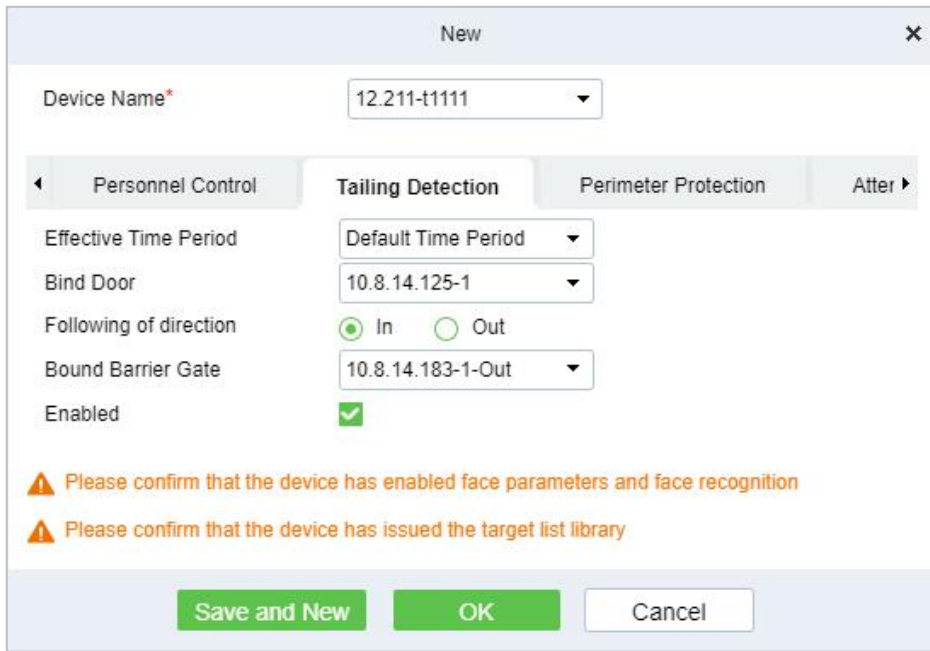 New
Device Name*
12.211-t1111
Personnel Control Tailing Detection Perimeter Protection Atter
Effective Time Period Default Time Period
Bind Door 10.8.14.125-1
Following of direction In Out
Bound Barrier Gate 10.8.14.183-1-Out
Enabled
Please confirm that the device has enabled face parameters and face recognition
Please confirm that the device has issued the target list library
Save and New OK Cancel